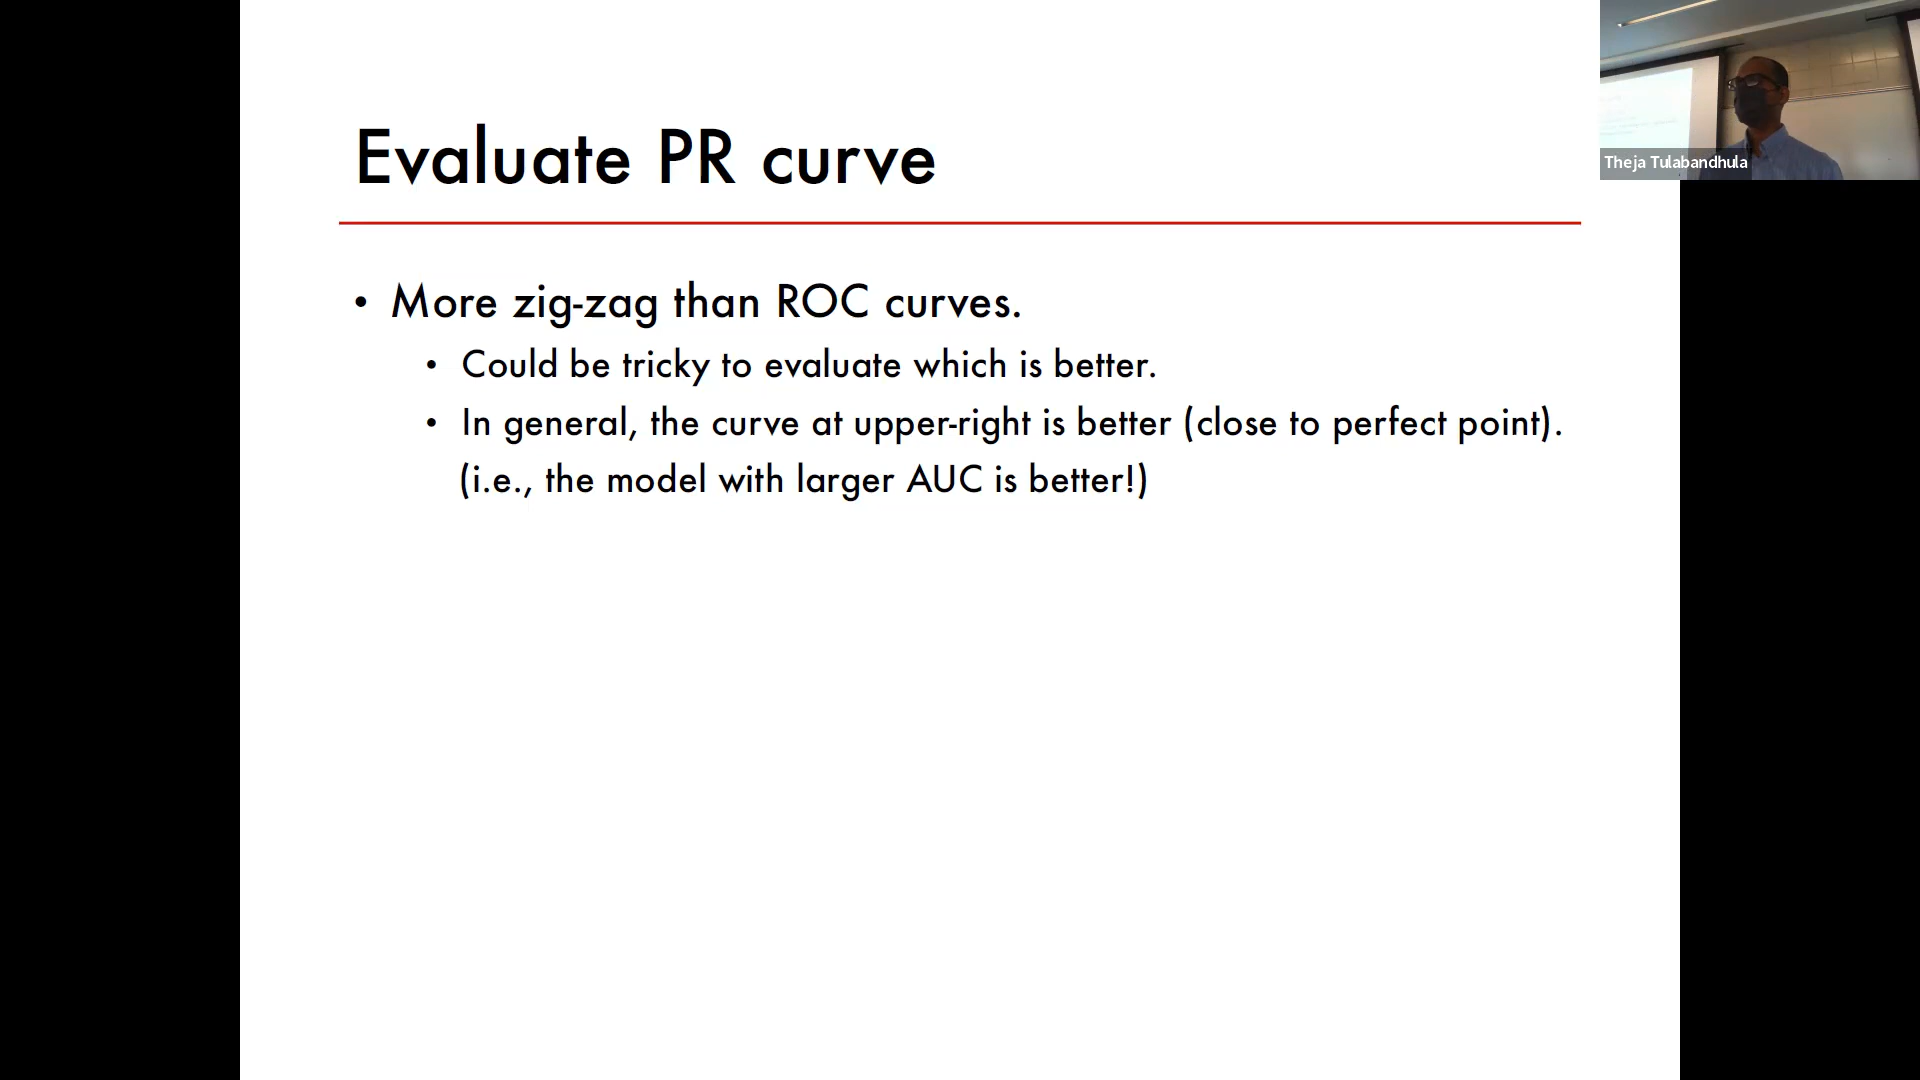 Evaluate PR curve
• More zig-zag than ROC curves.
• Could be tricky to evaluate which is better.
• In general, the curve at upper-right is better (close to perfect point).
(i.e., the model with larger AUC is better!)
Theja Tulabandhula